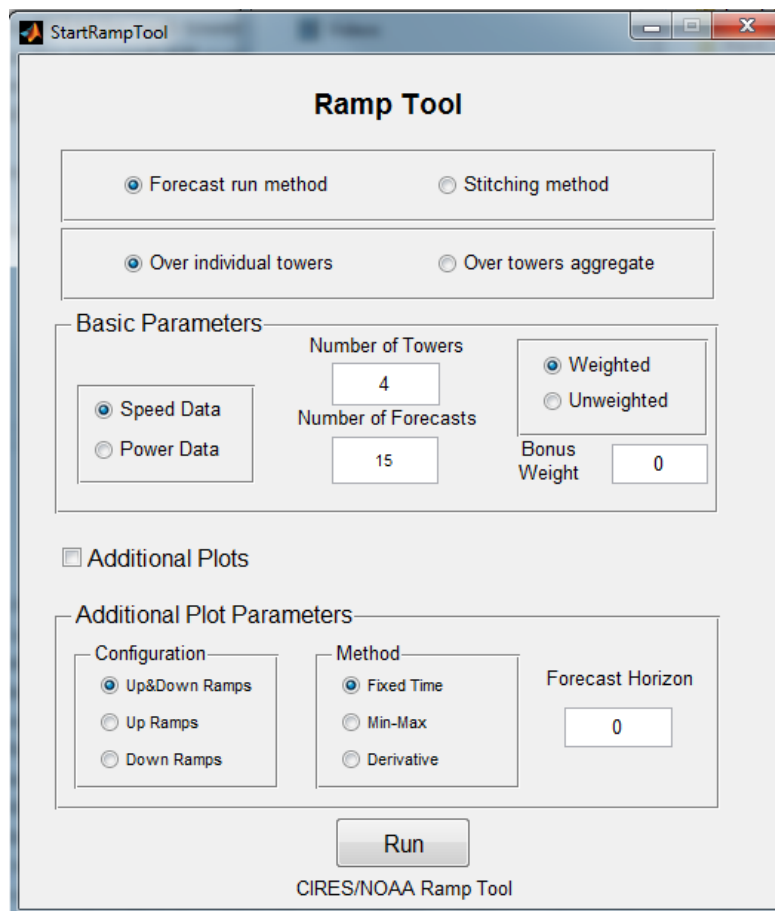 StartRampTool
Ramp Tool
Forecast run method
Stitching method
Over individual towers
Over towers aggregate
Basic Parameters
Speed Data
Power Data
Number of Towers
4
Number of Forecasts
15
Weighted
Unweighted
Bonus
Weight
0
Additional Plots
Additional Plot Parameters
Configuration
Up&Down Ramps
Up Ramps
Down Ramps
Method
Fixed Time
Min-Max
Derivative
Forecast Horizon
0
Run
CIRES/NOAA Ramp Tool